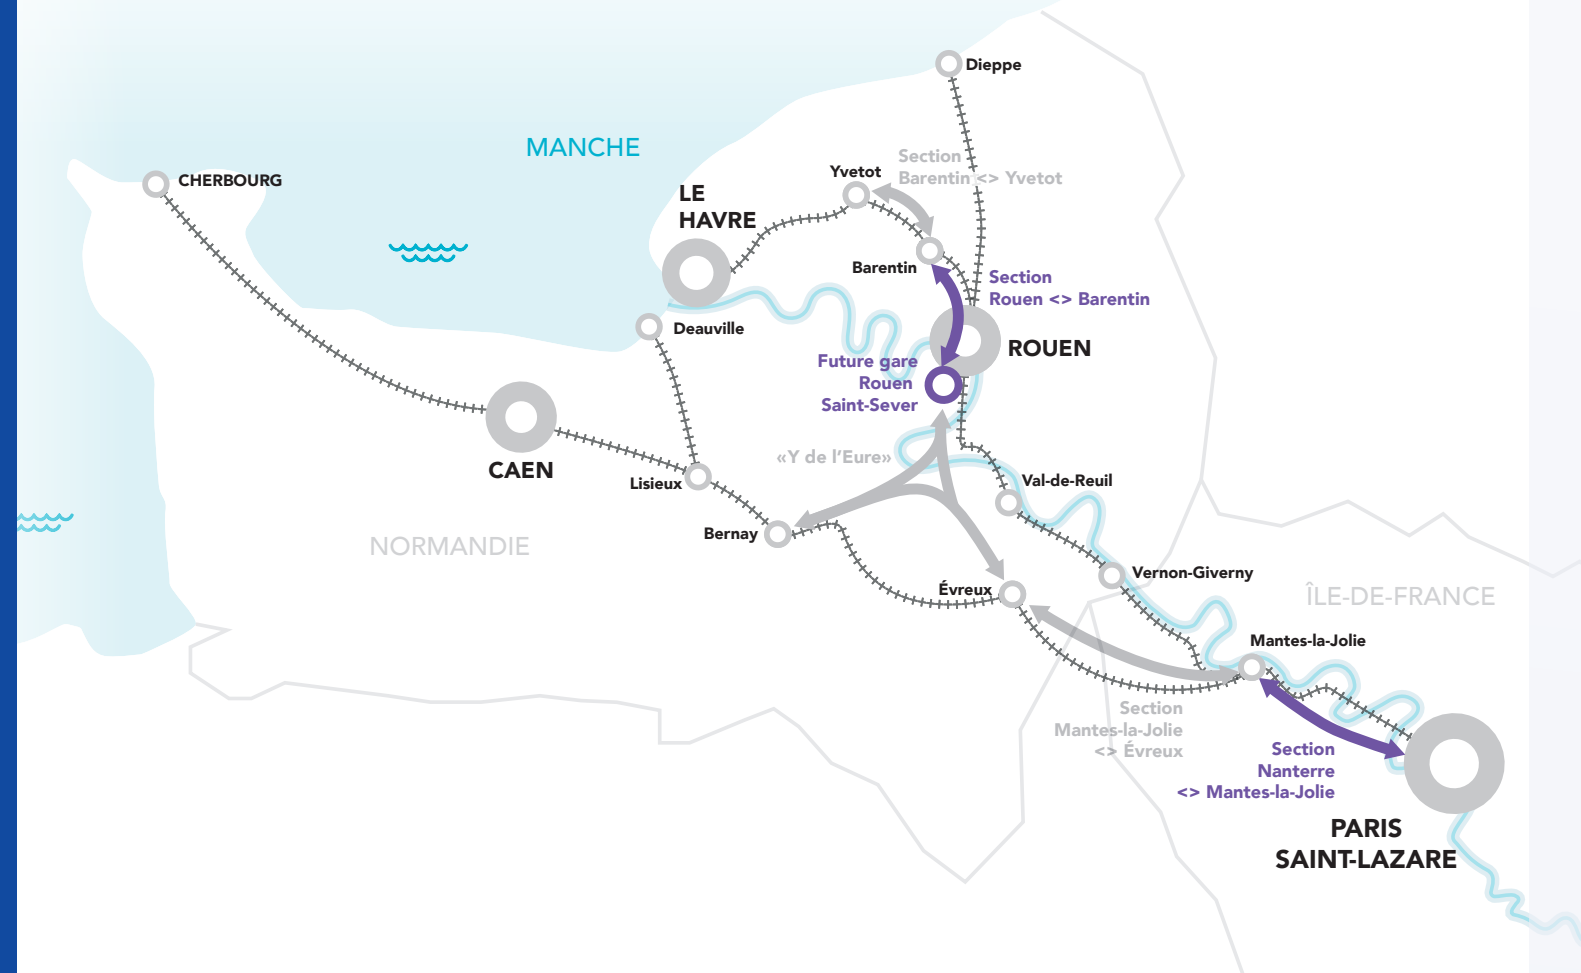 Dieppe
MANCHE
Section
Barentin <> Yvetot
Yvetot
CHERBOURG
LE
HAVRE
Barentin
Section
Rouen <> Barentin
Deauville
ROUEN
Future gare
Rouen
Saint-Sever
CAEN
«Y de l'Eure»
Lisieux
Val-de-Reuil
Bernay
NORMANDIE
Évreux
Vernon-Giverny
ÎLE-DE-FRANCE
Mantes-la-Jolie
Section
Mantes-la-Jolie
<> Évreux
Section
Nanterre
<> Mantes-la-Jolie
PARIS
SAINT-LAZARE